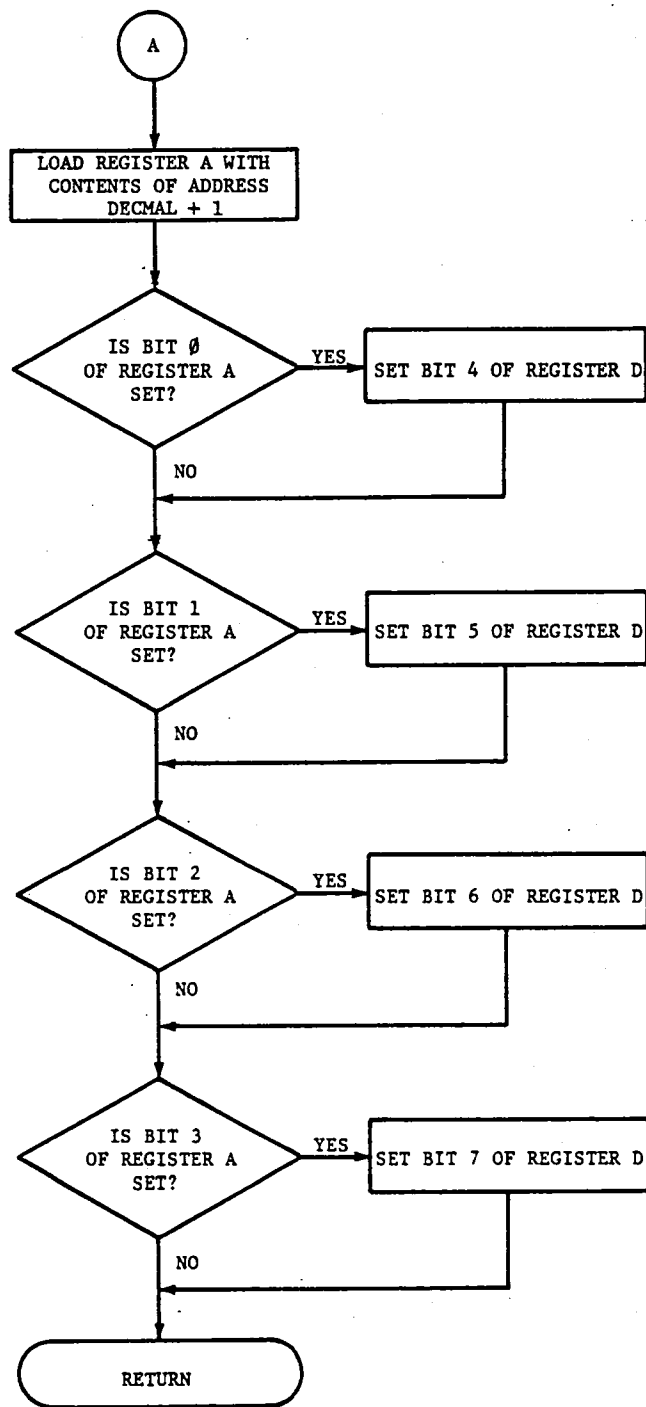 A
LOAD REGISTER A WITH
CONTENTS OF ADDRESS
DECMAL + 1
IS BIT Ø
OF REGISTER A
SET?
YES
SET BIT 4 OF REGISTER D
NO
IS BIT 1
OF REGISTER A
SET?
YES
SET BIT 5 OF REGISTER D
NO
IS BIT 2
OF REGISTER A
SET?
YES
SET BIT 6 OF REGISTER D
NO
IS BIT 3
OF REGISTER A
SET?
YES
SET BIT 7 OF REGISTER D
NO
RETURN